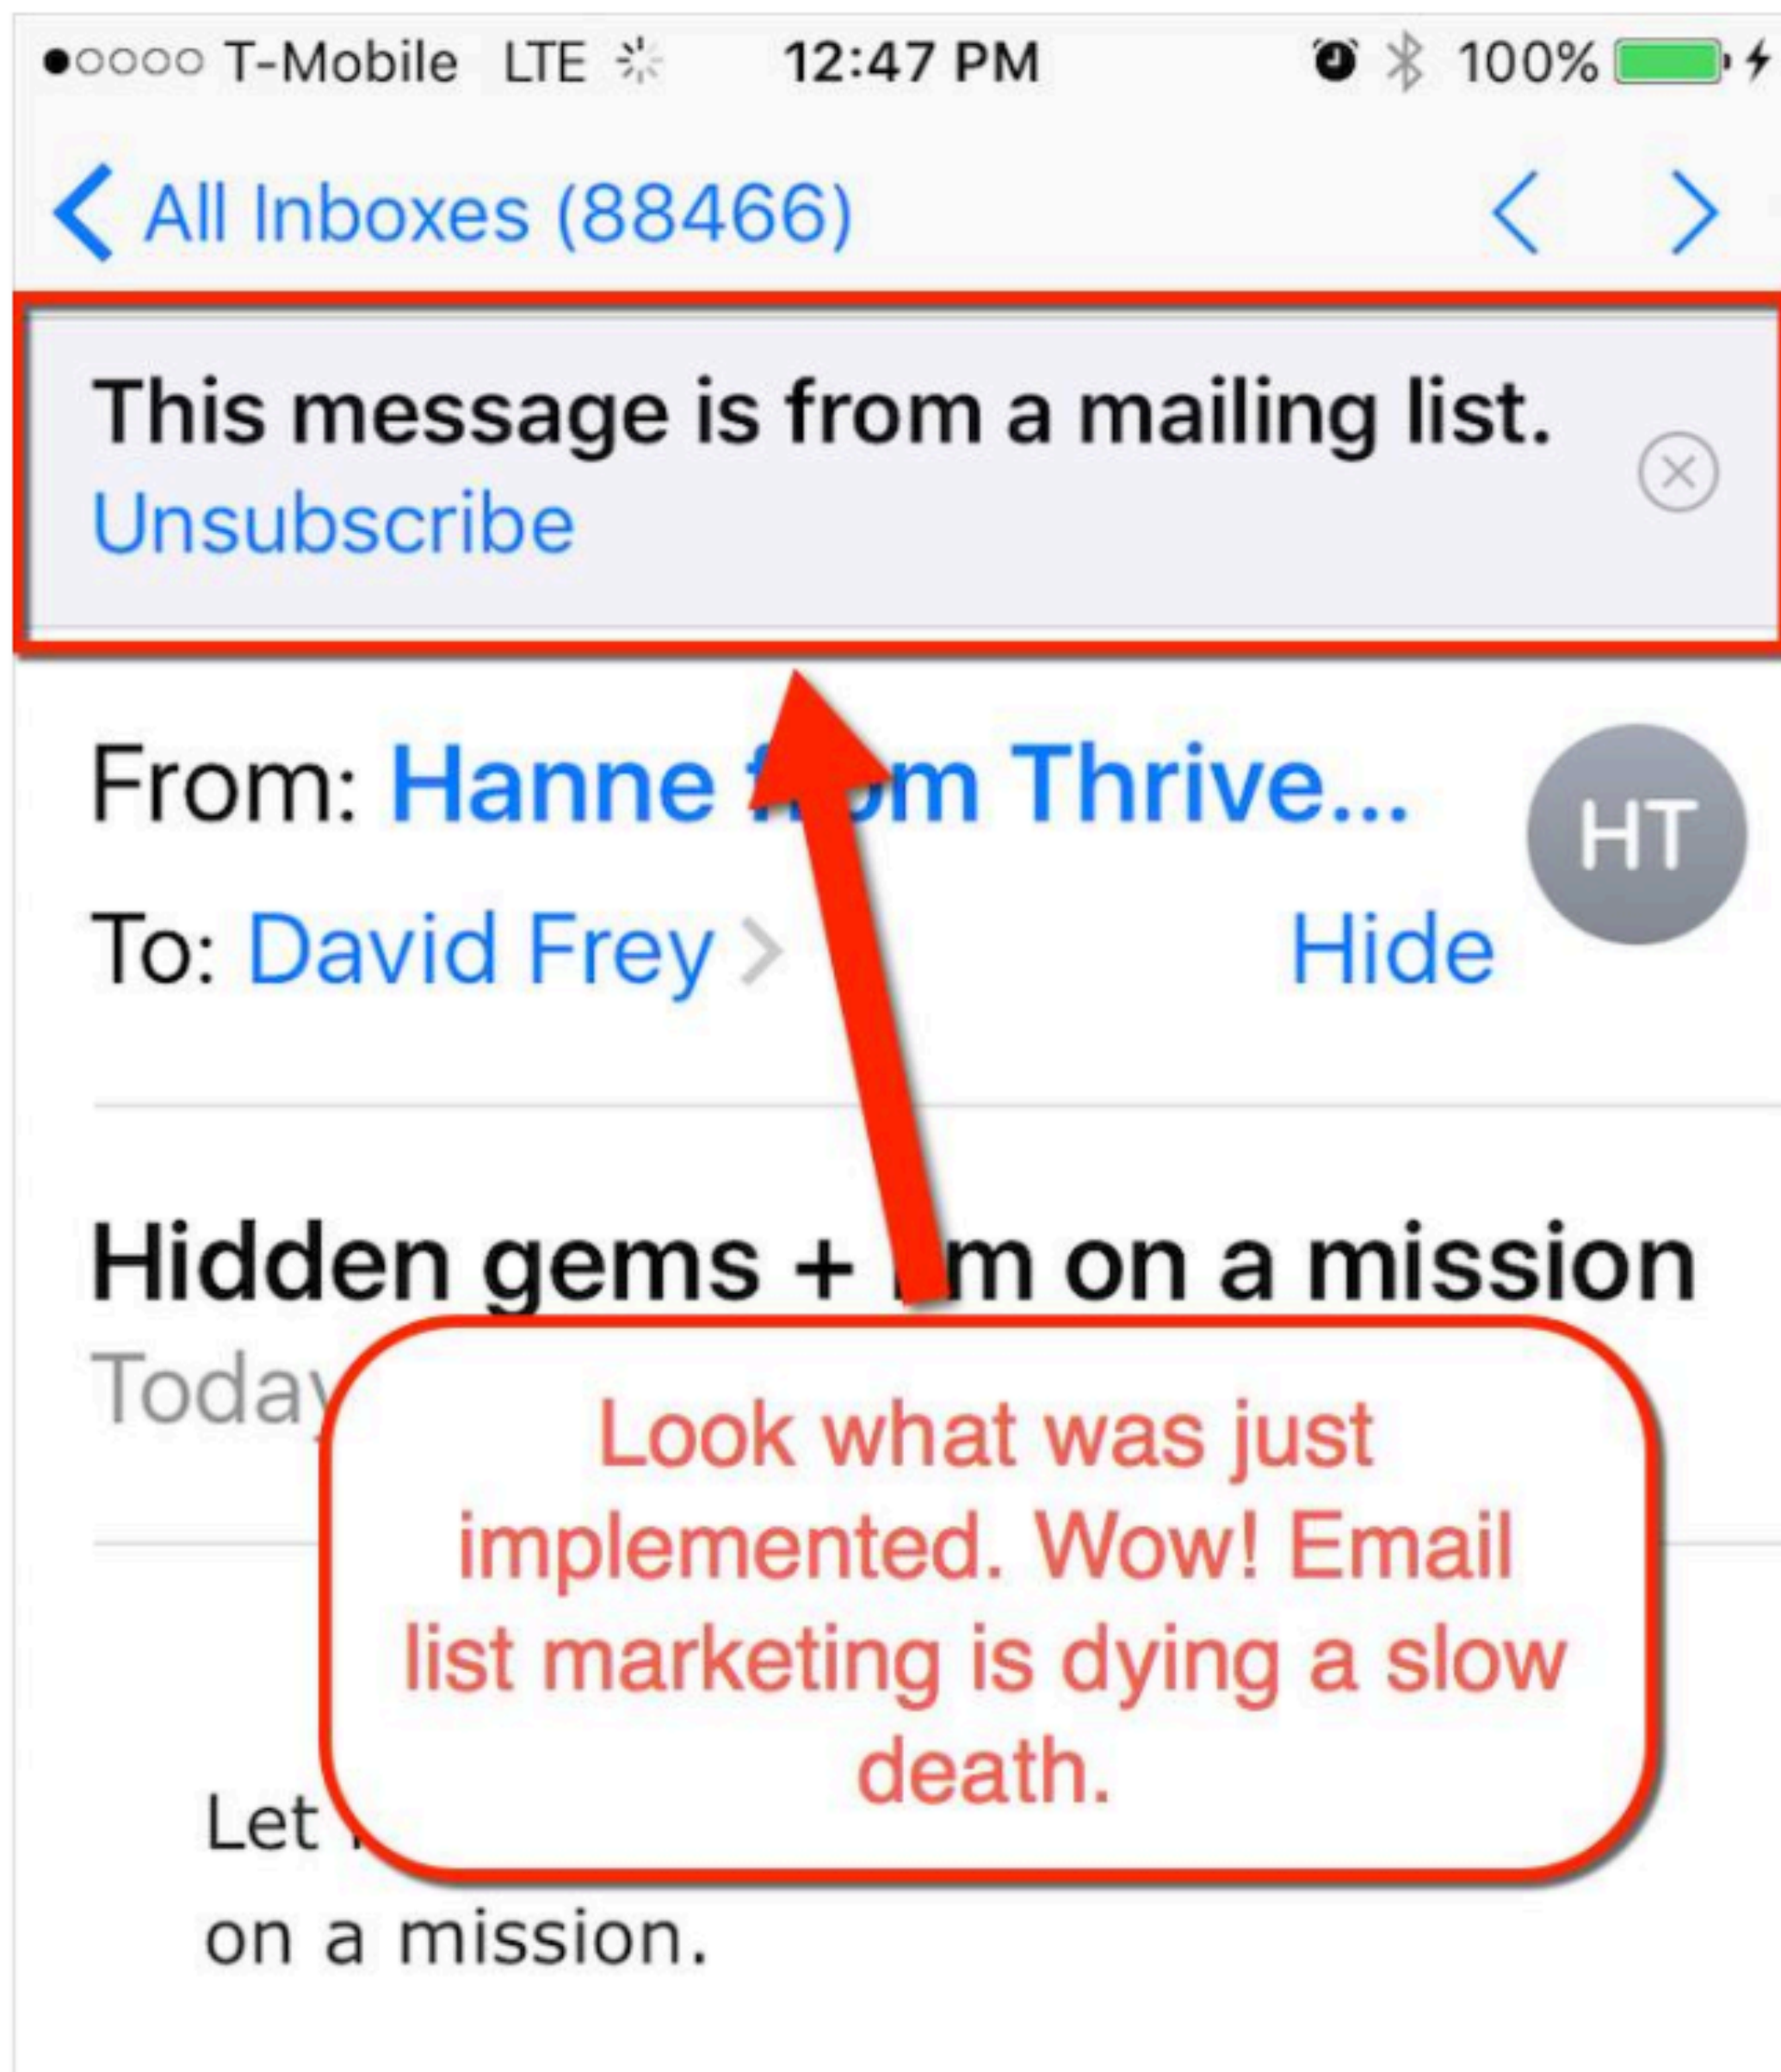 T-Mobile LTE 12:47 PM 100%
All Inboxes (88466)
This message is from a mailing list.
Unsubscribe
From: Hanne from Thrive...
HT
To: David Frey Hide
Hidden gems + I'm on a mission
Today
Look what was just
implemented. Wow! Email
list marketing is dying a slow
death.
Let
on a mission.